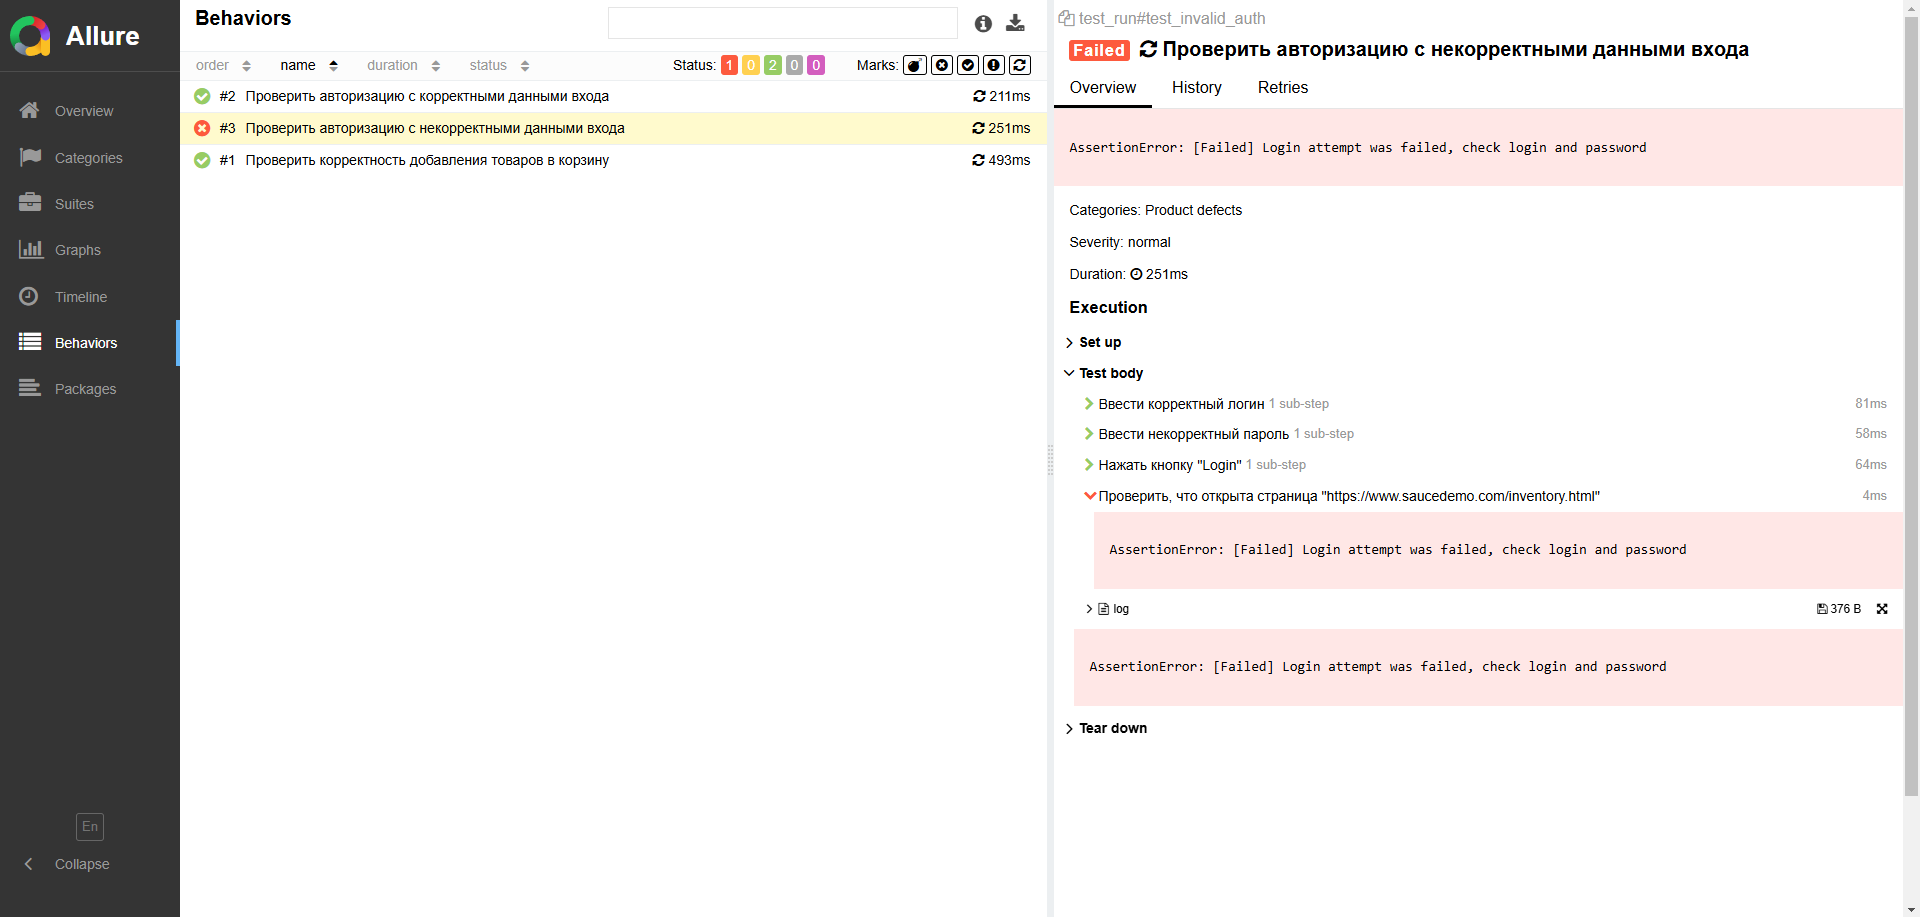 Allure
Overview
Categories
Suites
Graphs
Timeline
Behaviors
Packages
En
Collapse
Behaviors
order name duration status Status: 1 0 2 0 0 Marks:
#2 Проверить авторизацию с корректными данными входа 211ms
#3 Проверить авторизацию с некорректными данными входа 251ms
#1 Проверить корректность добавления товаров в корзину 493ms
test_run#test_invalid_auth
Failed Проверить авторизацию с некорректными данными входа
Overview History Retries
AssertionError: [Failed] Login attempt was failed, check login and password
Categories: Product defects
Severity: normal
Duration: 251ms
Execution
Set up
Test body
Ввести корректный логин 1 sub-step 81ms
Ввести некорректный пароль 1 sub-step 58ms
Нажать кнопку "Login" 1 sub-step 64ms
Проверить, что открыта страница "https://www.saucedemo.com/inventory.html" 4ms
AssertionError: [Failed] Login attempt was failed, check login and password
log 376 B
AssertionError: [Failed] Login attempt was failed, check login and password
Tear down